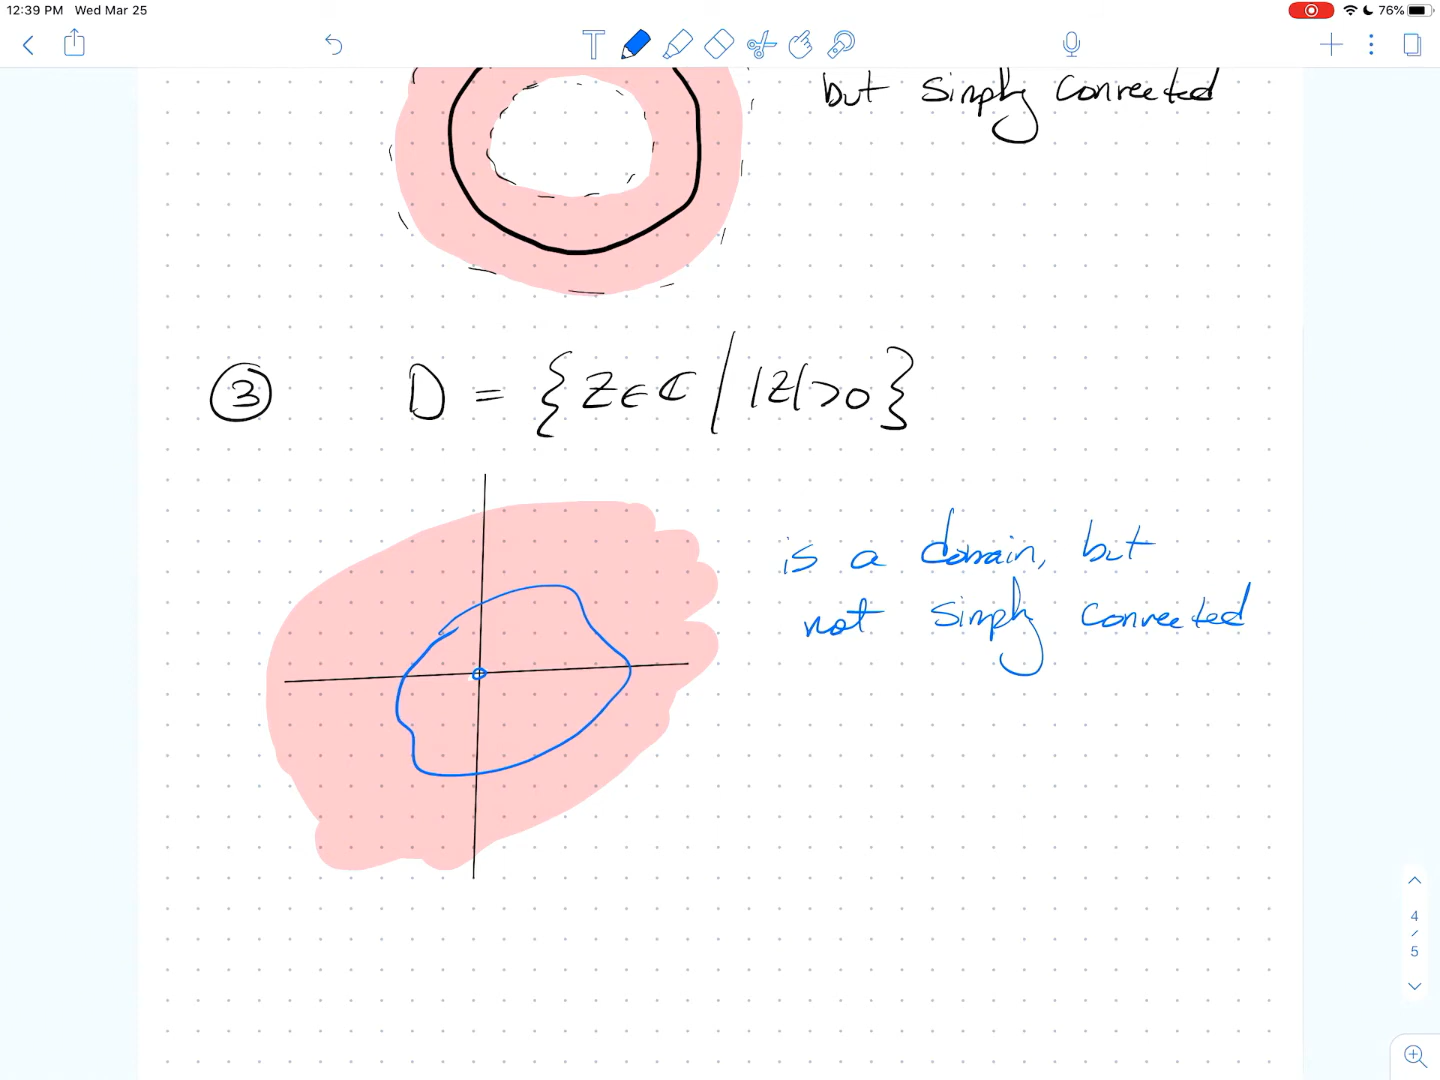 12:39 PM Wed Mar 25
76%
T
but simply connected
3 D = {z∈ℂ / |z|>0}
is a domain, but
not simply connected
4
/
5